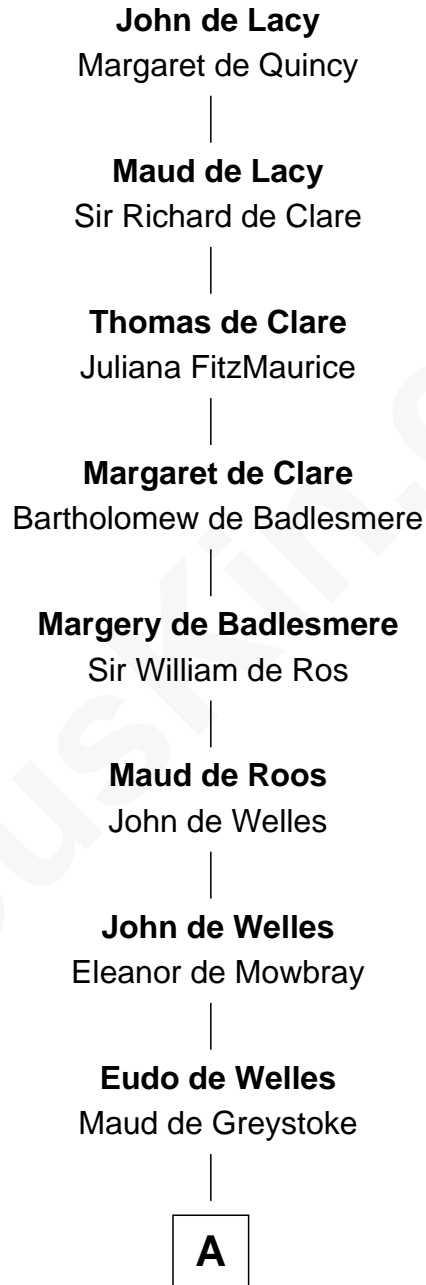 John de Lacy
Margaret de Quincy
Maud de Lacy
Sir Richard de Clare
Thomas de Clare
Juliana FitzMaurice
Margaret de Clare
Bartholomew de Badlesmere
Margery de Badlesmere
Sir William de Ros
Maud de Roos
John de Welles
John de Welles
Eleanor de Mowbray
Eudo de Welles
Maud de Greystoke
A